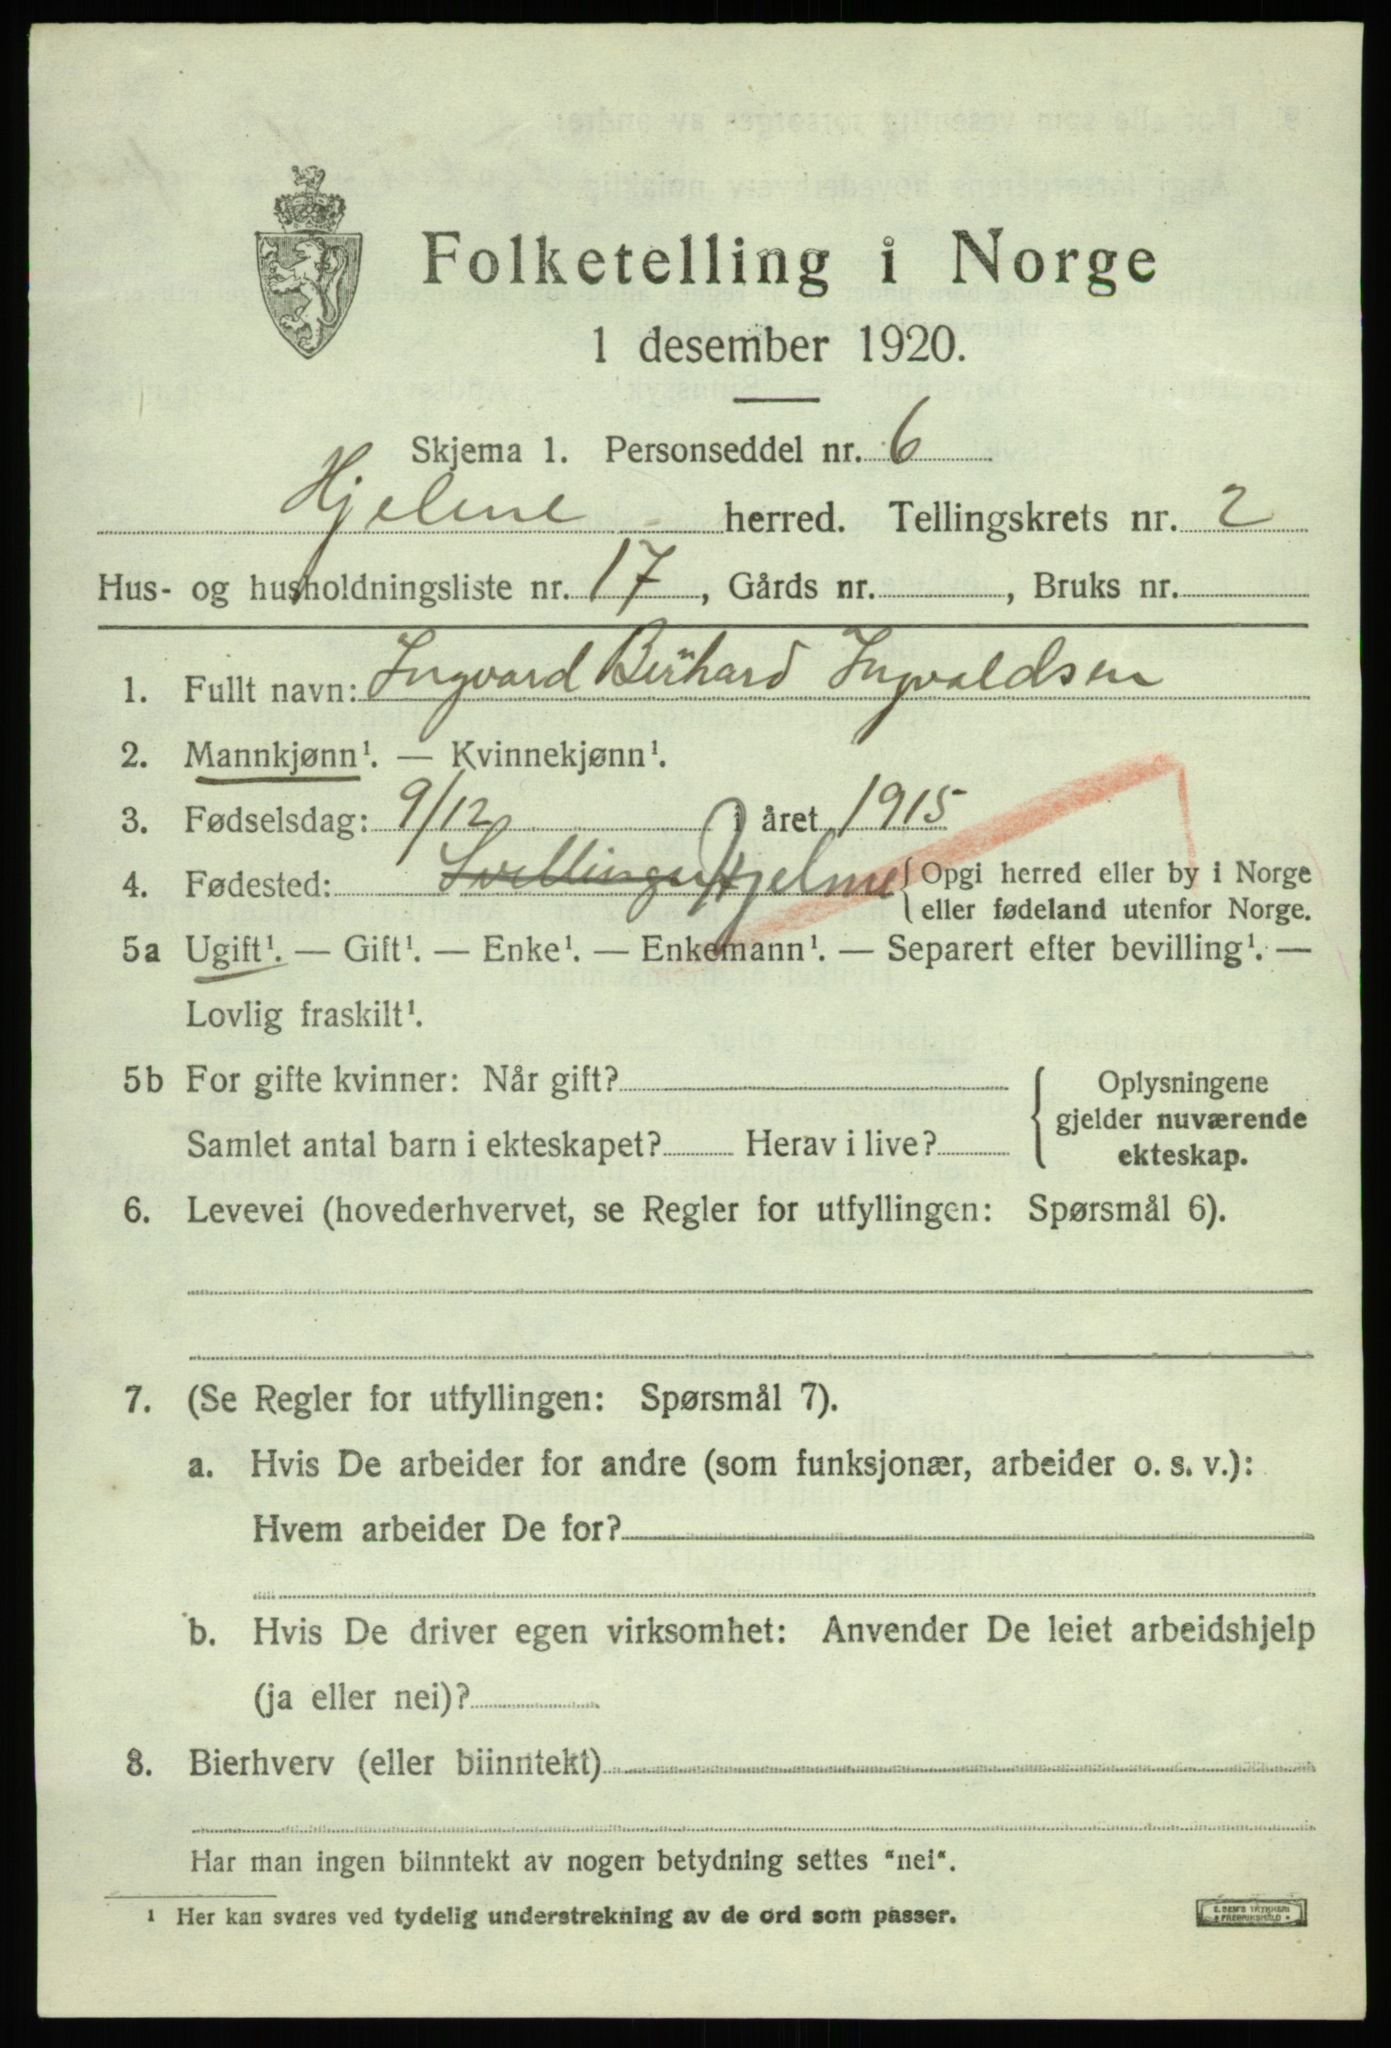 Folketelling i Norge
1 desember 1920.
Skjema 1. Personseddel nr. 6
Hjelme herred. Tellingskrets nr. 2
Hus- og husholdningsliste nr. 17, Gårds nr. , Bruks nr.
1. Fullt navn: Ingvard Bernhard Ingvaldsen
2. Mannkjønn¹. — Kvinnekjønn¹.
3. Fødselsdag: 9/12 i året 1915
4. Fødested: Hjelme { Opgi herred eller by i Norge
eller fødeland utenfor Norge.
5a Ugift¹. — Gift¹. — Enke¹. — Enkemann¹. — Separert efter bevilling¹. —
Lovlig fraskilt¹.
5b For gifte kvinner: Når gift? { Oplysningene
gjelder nuværende
Samlet antal barn i ekteskapet? Herav i live? ekteskap.
6. Levevei (hovederhvervet, se Regler for utfyllingen: Spørsmål 6).
7. (Se Regler for utfyllingen: Spørsmål 7).
a. Hvis De arbeider for andre (som funksjonær, arbeider o. s. v.):
Hvem arbeider De for?
b. Hvis De driver egen virksomhet: Anvender De leiet arbeidshjelp
(ja eller nei)?
8. Bierhverv (eller biinntekt)
Har man ingen biinntekt av nogen betydning settes "nei".
¹ Her kan svares ved tydelig understrekning av de ord som passer.